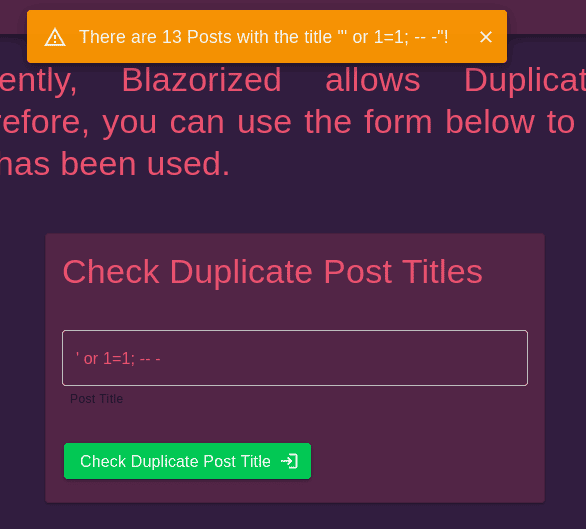 There are 13 Posts with the title "' or 1=1; -- -"!
ently, Blazorized allows Duplicat
efore, you can use the form below to
has been used.
Check Duplicate Post Titles
' or 1=1; -- -
Post Title
Check Duplicate Post Title